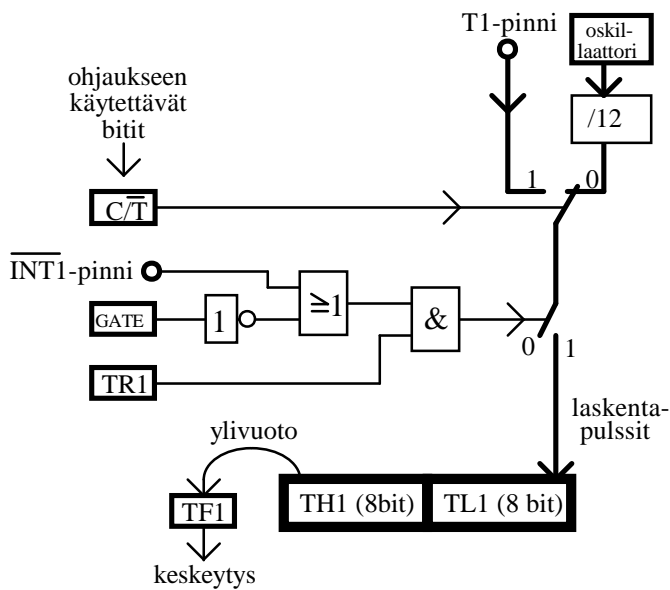 T1-pinni
oskil-
laattori
ohjaukseen
käytettävät
bitit
/12
1
0
C/T̅
I̅N̅T̅1̅-pinni
GATE
1
≥1
&
0
1
TR1
laskenta-
pulssit
ylivuoto
TF1
TH1 (8bit)
TL1 (8 bit)
keskeytys